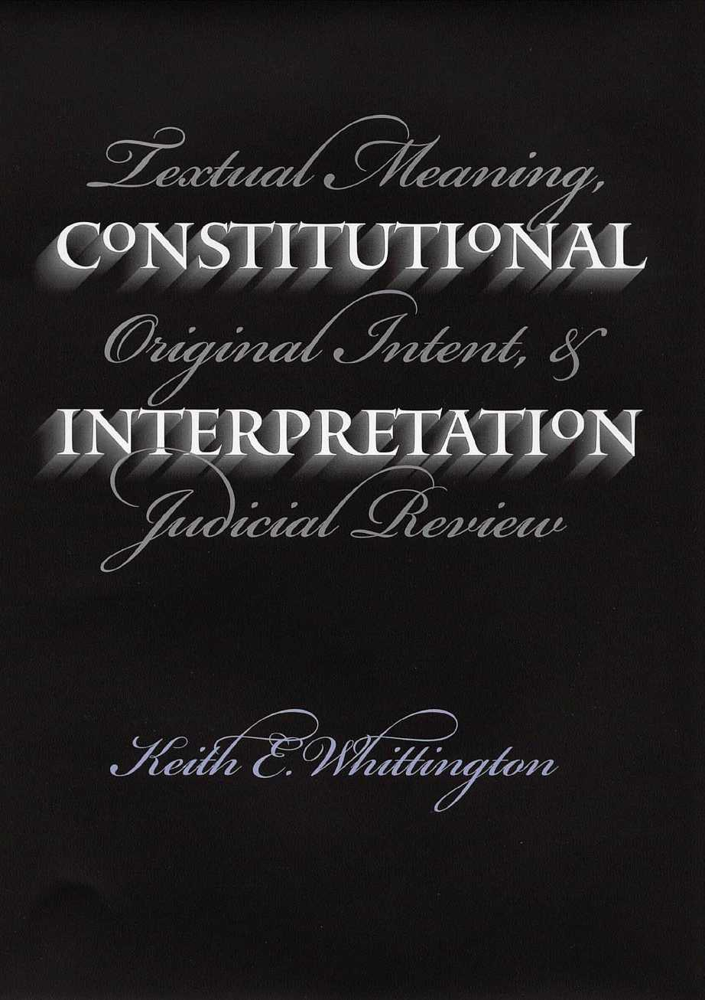 Textual Meaning,
CONSTITUTIONAL
Original Intent, &
INTERPRETATION
Judicial Review
Keith E. Whittington